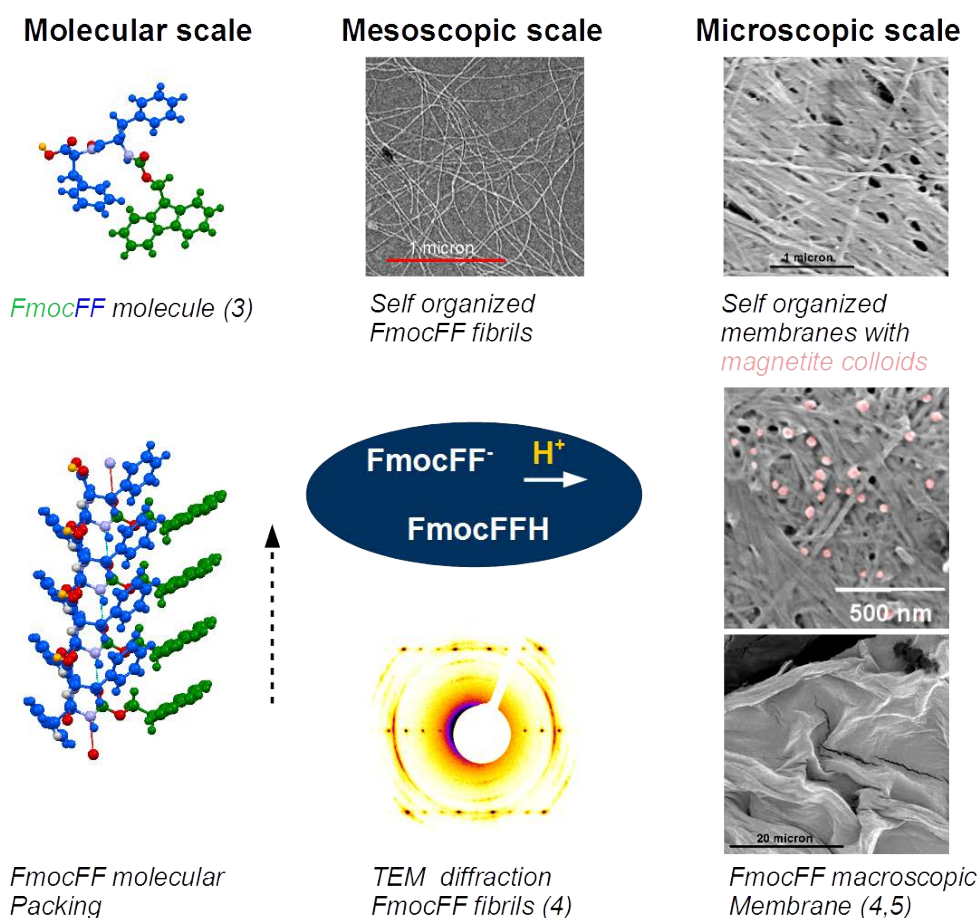 Molecular scale
Mesoscopic scale
Microscopic scale
1 micron
1 micron
FmocFF molecule (3)
Self organized
FmocFF fibrils
Self organized
membranes with
magnetite colloids
FmocFF-
H+
FmocFFH
500 nm
20 micron
FmocFF molecular
Packing
TEM diffraction
FmocFF fibrils (4)
FmocFF macroscopic
Membrane (4,5)